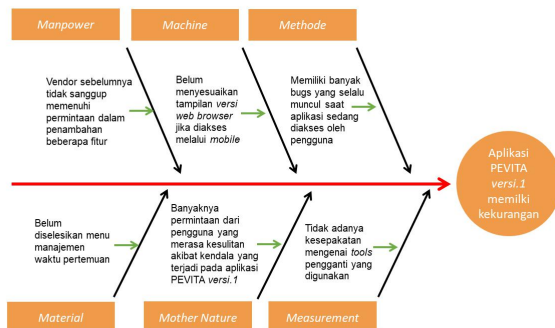 Manpower
Machine
Methode
Vendor sebelumnya
tidak sanggup
memenuhi
permintaan dalam
penambahan
beberapa fitur
Belum
menyesuaikan
tampilan versi
web browser
jika diakses
melalui mobile
Memiliki banyak
bugs yang selalu
muncul saat
aplikasi sedang
diakses oleh
pengguna
Aplikasi
PEVITA
versi.1
memilki
kekurangan
Belum
diselesikan menu
manajemen
waktu pertemuan
Banyaknya
permintaan dari
pengguna yang
merasa kesulitan
akibat kendala yang
terjadi pada aplikasi
PEVITA versi.1
Tidak adanya
kesepakatan
mengenai tools
pengganti yang
digunakan
Material
Mother Nature
Measurement